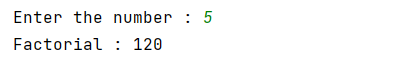 Enter the number : 5
Factorial : 120